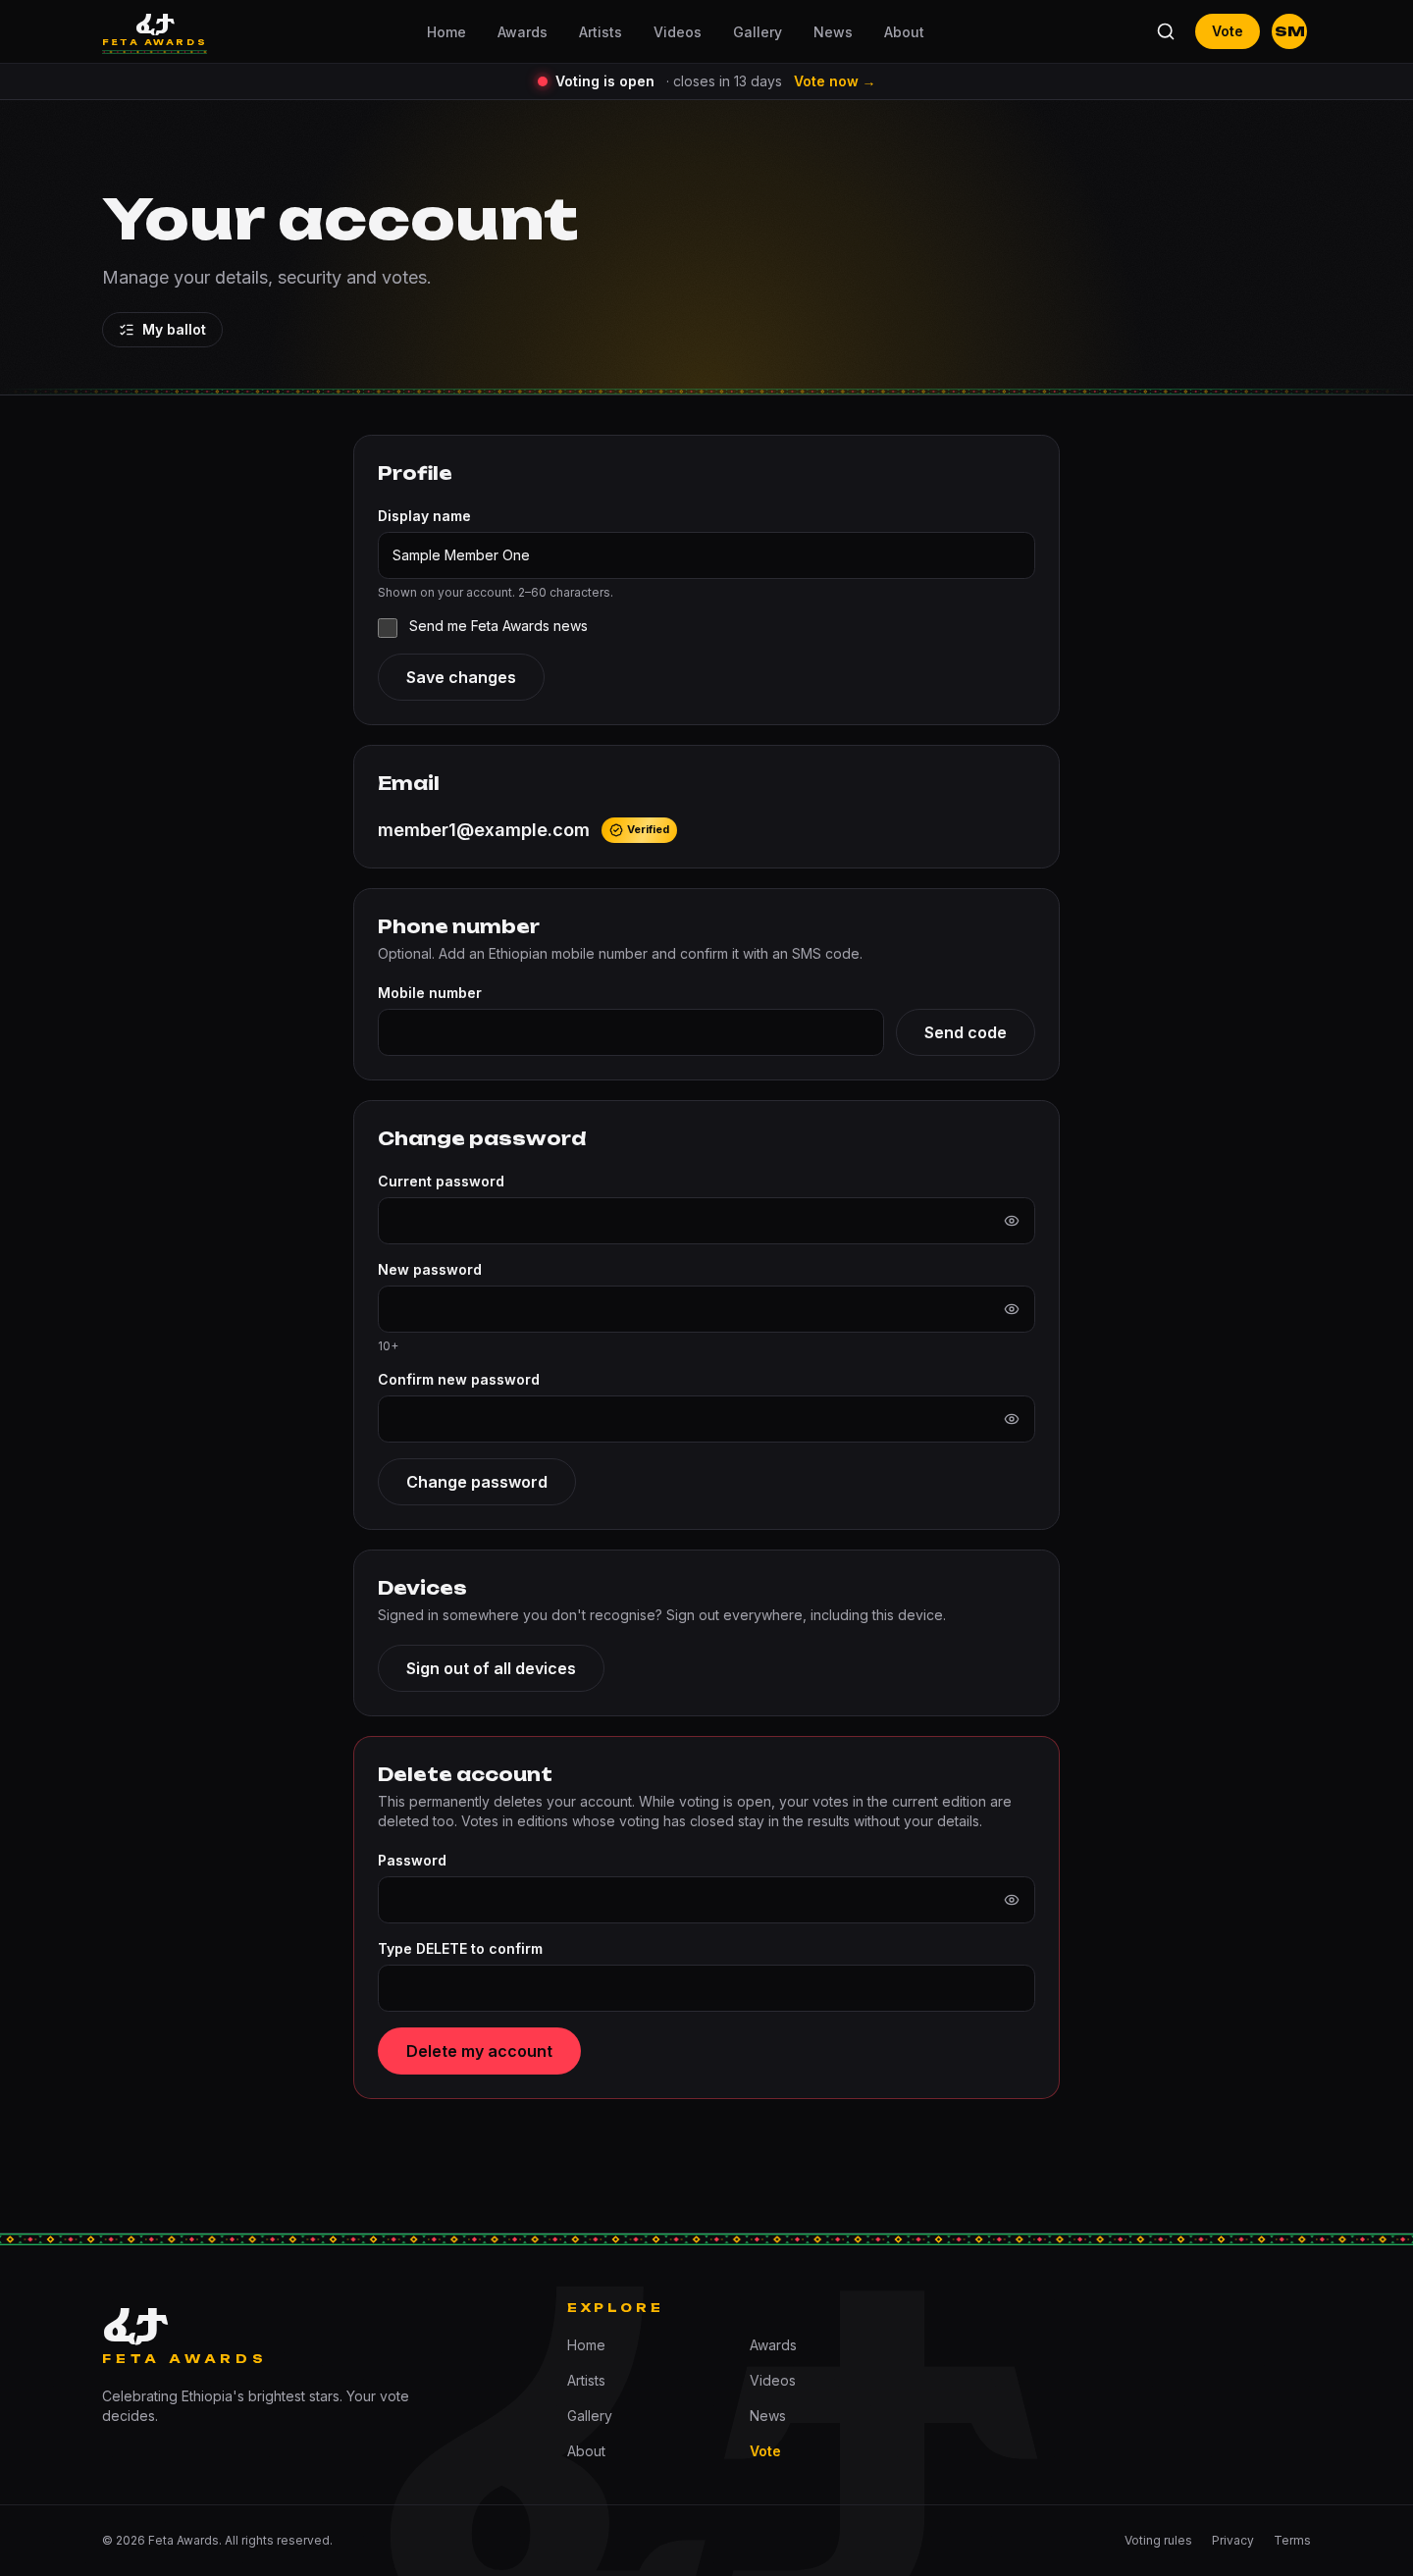 ፊት
FETA AWARDS
Home Awards Artists Videos Gallery News About
Vote
SM
Voting is open · closes in 13 days Vote now →
Your account
Manage your details, security and votes.
My ballot
Profile
Display name
Sample Member One
Shown on your account. 2–60 characters.
Send me Feta Awards news
Save changes
Email
member1@example.com Verified
Phone number
Optional. Add an Ethiopian mobile number and confirm it with an SMS code.
Mobile number
Send code
Change password
Current password
New password
10+
Confirm new password
Change password
Devices
Signed in somewhere you don't recognise? Sign out everywhere, including this device.
Sign out of all devices
Delete account
This permanently deletes your account. While voting is open, your votes in the current edition are
deleted too. Votes in editions whose voting has closed stay in the results without your details.
Password
Type DELETE to confirm
Delete my account
FETA AWARDS
Celebrating Ethiopia's brightest stars. Your vote
decides.
EXPLORE
Home Awards
Artists Videos
Gallery News
About Vote
© 2026 Feta Awards. All rights reserved.
Voting rules Privacy Terms